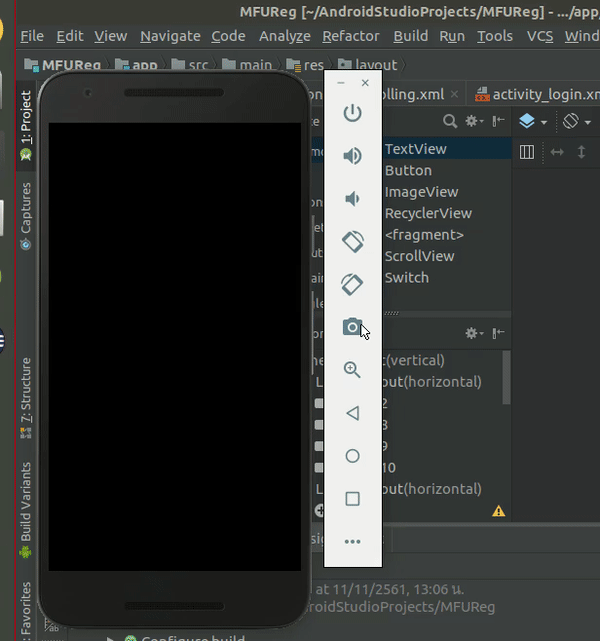 MFUReg [~/AndroidStudioProjects/MFUReg] - .../app/
File Edit View Navigate Code Analyze Refactor Build Run Tools VCS Wind
MFUReg app src main res layout
olling.xml × activity_login.xm
1: Project
Captures
7: Structure
Build Variants
Favorites
TextView
Button
ImageView
RecyclerView
<fragment>
ScrollView
Switch
(vertical)
out(horizontal)
2
3
9
10
out(horizontal)
at 11/11/2561, 13:06 น.
droidStudioProjects/MFUReg
Configure build